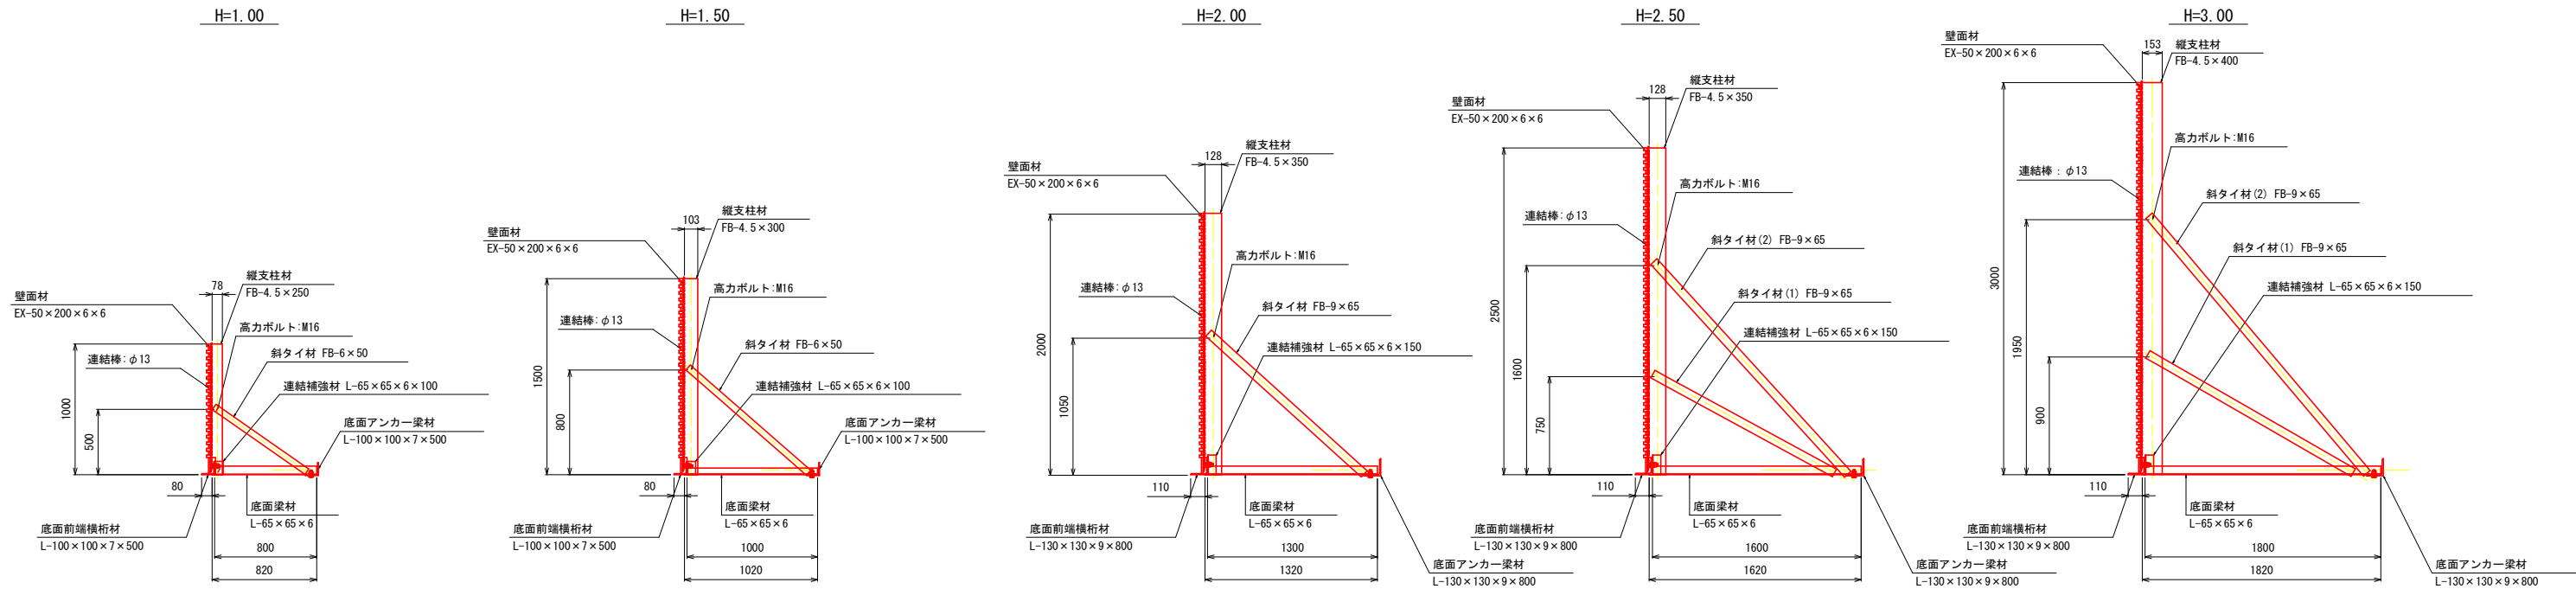 H=1.00
78
縦支柱材
FB-4.5×250
壁面材
EX-50×200×6×6
高力ボルト:M16
連結棒:φ13
斜タイ材 FB-6×50
連結補強材 L-65×65×6×100
1000
500
底面アンカー梁材
L-100×100×7×500
80
底面梁材
L-65×65×6
底面前端横桁材
L-100×100×7×500
800
820
H=1.50
103
縦支柱材
FB-4.5×300
壁面材
EX-50×200×6×6
高力ボルト:M16
連結棒:φ13
斜タイ材 FB-6×50
連結補強材 L-65×65×6×100
1500
800
底面アンカー梁材
L-100×100×7×500
80
底面梁材
L-65×65×6
底面前端横桁材
L-100×100×7×500
1000
1020
H=2.00
128
縦支柱材
FB-4.5×350
壁面材
EX-50×200×6×6
高力ボルト:M16
連結棒:φ13
斜タイ材 FB-9×65
連結補強材 L-65×65×6×150
2000
1050
110
底面梁材
L-65×65×6
底面前端横桁材
L-130×130×9×800
1300
1320
底面アンカー梁材
L-130×130×9×800
H=2.50
128
縦支柱材
FB-4.5×350
壁面材
EX-50×200×6×6
高力ボルト:M16
連結棒:φ13
斜タイ材(2) FB-9×65
斜タイ材(1) FB-9×65
連結補強材 L-65×65×6×150
2500
1600
750
110
底面梁材
L-65×65×6
底面前端横桁材
L-130×130×9×800
1600
1620
底面アンカー梁材
L-130×130×9×800
H=3.00
153
縦支柱材
FB-4.5×400
壁面材
EX-50×200×6×6
高力ボルト:M16
連結棒:φ13
斜タイ材(2) FB-9×65
斜タイ材(1) FB-9×65
連結補強材 L-65×65×6×150
3000
1950
900
110
底面梁材
L-65×65×6
底面前端横桁材
L-130×130×9×800
1800
1820
底面アンカー梁材
L-130×130×9×800